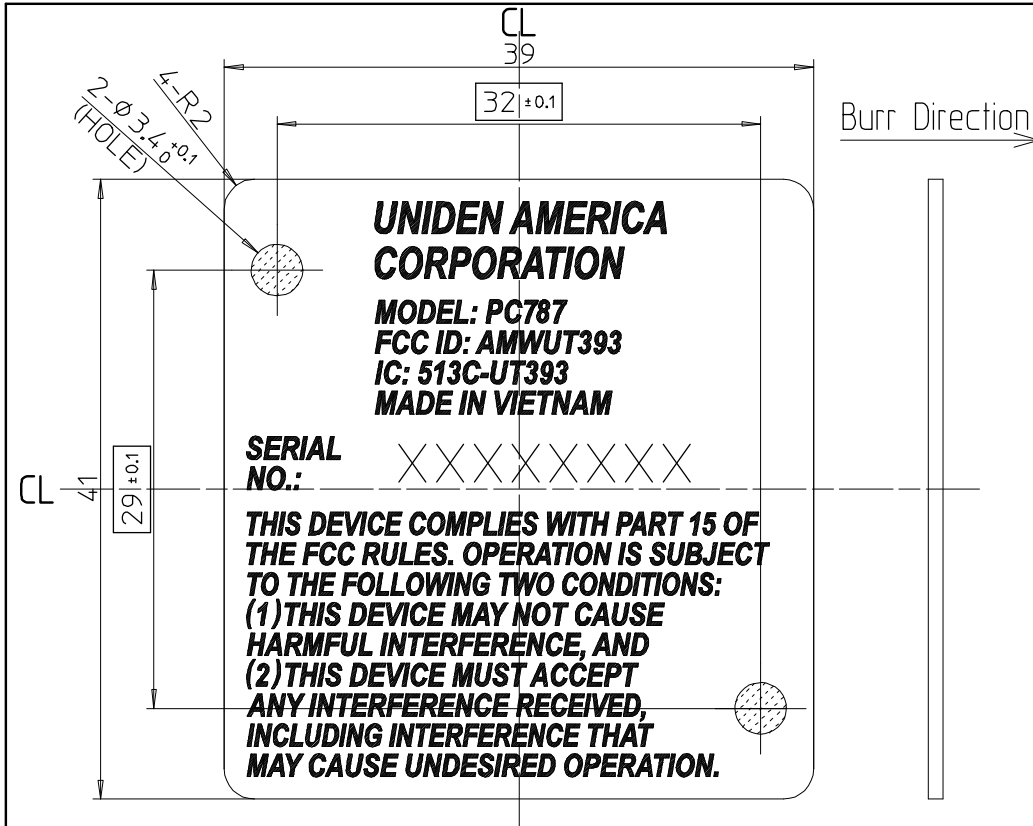 CL
39
32 ±0.1
4-R2
2-Ø3.4 +0.1 0
(HOLE)
Burr Direction
UNIDEN AMERICA
CORPORATION
MODEL: PC787
FCC ID: AMWUT393
IC: 513C-UT393
MADE IN VIETNAM
SERIAL
NO.:
XXXXXXXX
CL
41
29 ±0.1
THIS DEVICE COMPLIES WITH PART 15 OF
THE FCC RULES. OPERATION IS SUBJECT
TO THE FOLLOWING TWO CONDITIONS:
(1)THIS DEVICE MAY NOT CAUSE
HARMFUL INTERFERENCE, AND
(2)THIS DEVICE MUST ACCEPT
ANY INTERFERENCE RECEIVED,
INCLUDING INTERFERENCE THAT
MAY CAUSE UNDESIRED OPERATION.